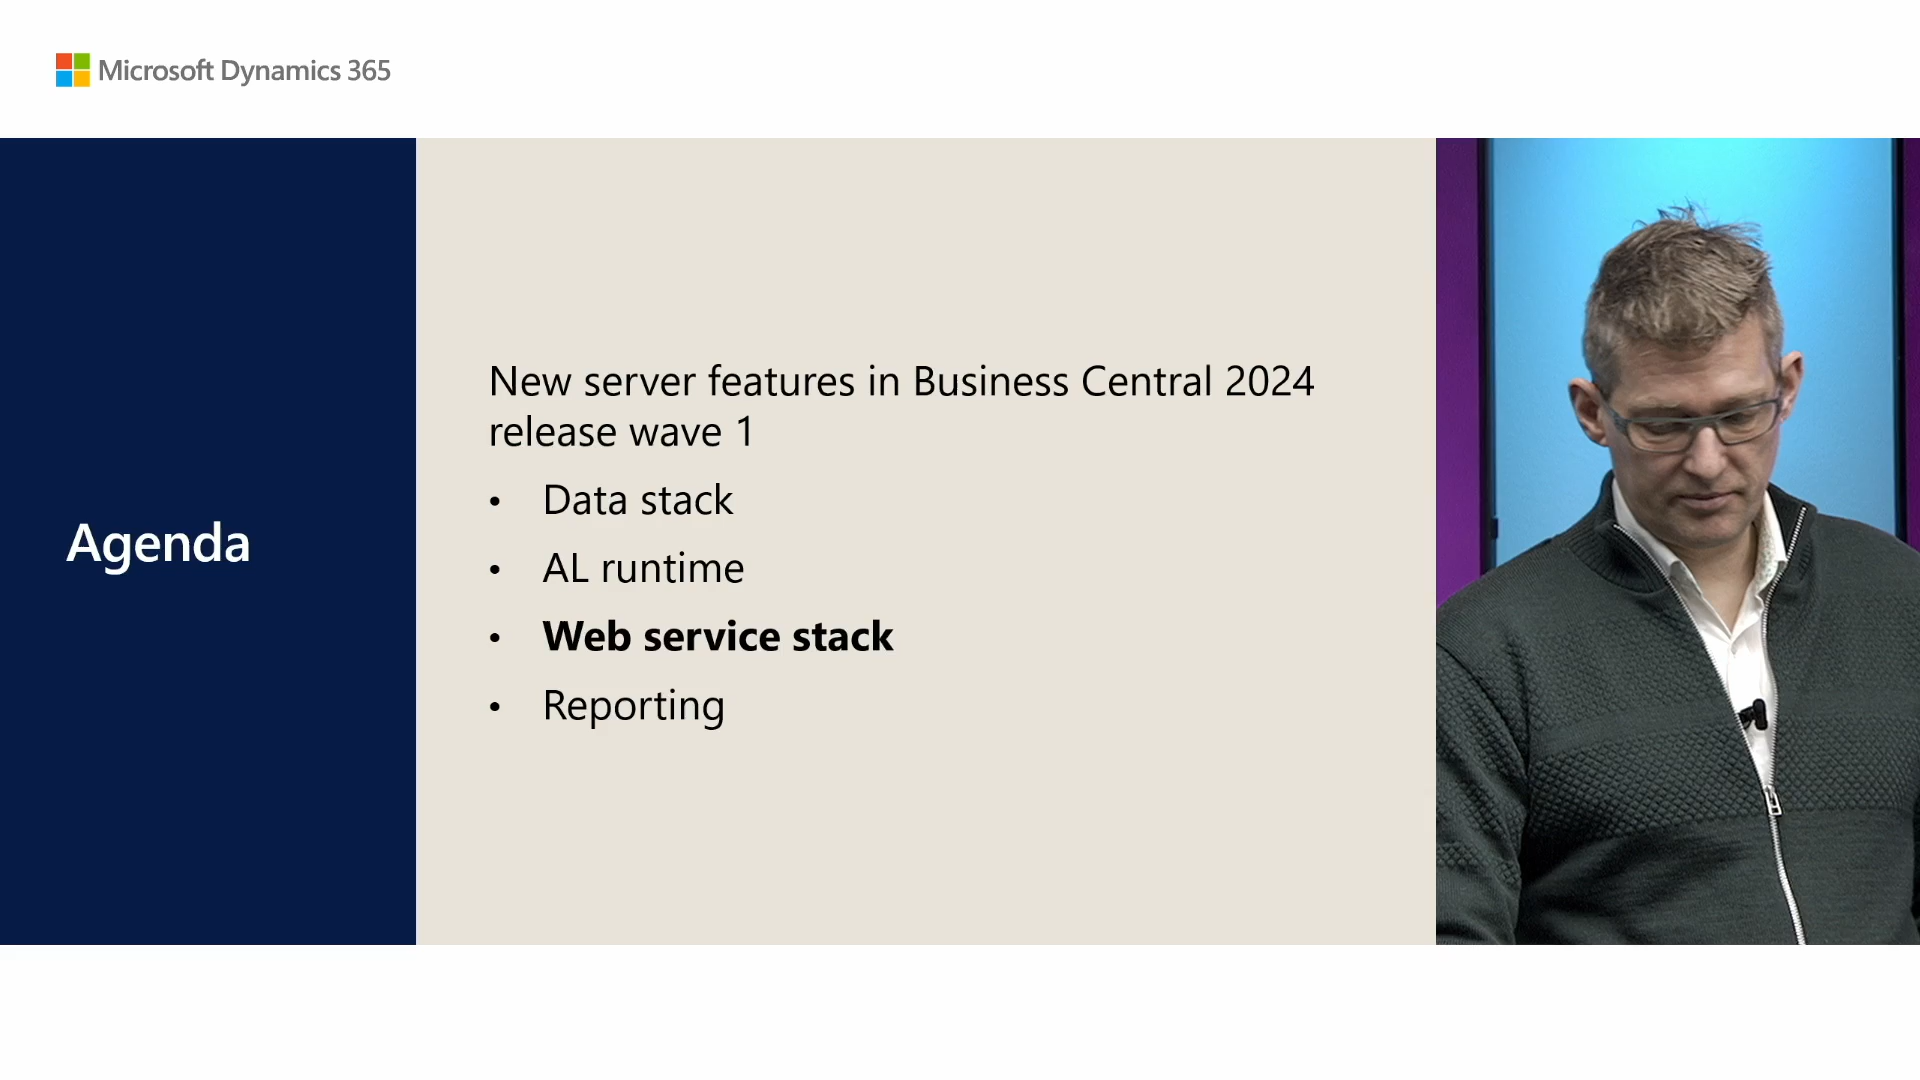 Microsoft Dynamics 365
Agenda
New server features in Business Central 2024
release wave 1
• Data stack
• AL runtime
• Web service stack
• Reporting